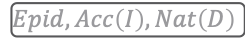 Epid, Acc(I), Nat(D)